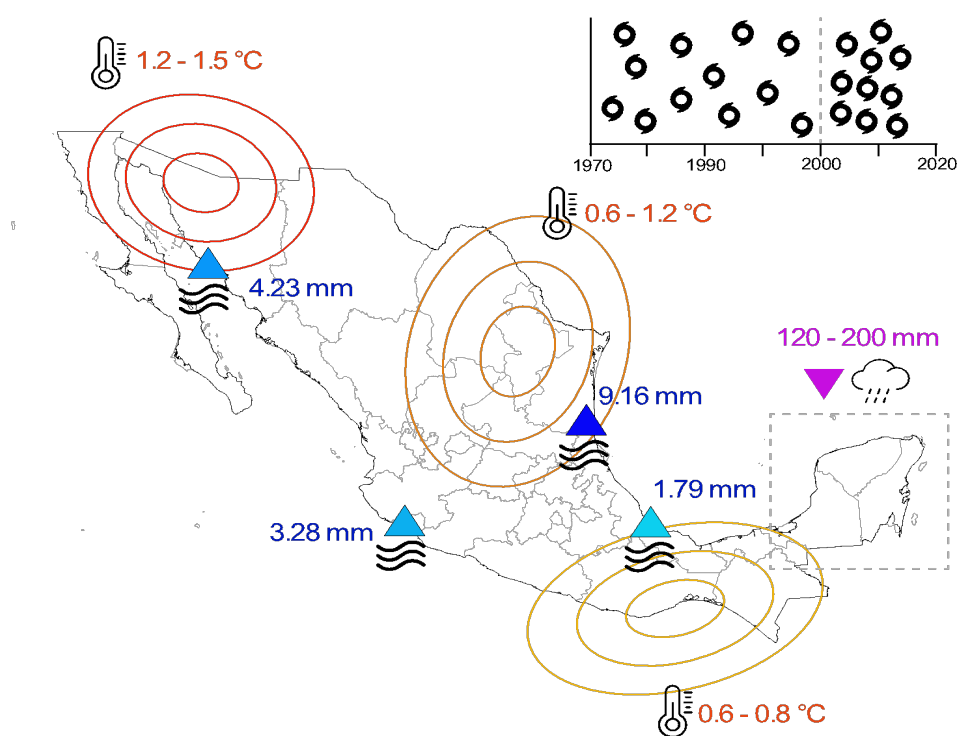 1.2 - 1.5 °C
1970
1990
2000
2020
0.6 - 1.2 °C
4.23 mm
120 - 200 mm
9.16 mm
1.79 mm
3.28 mm
0.6 - 0.8 °C